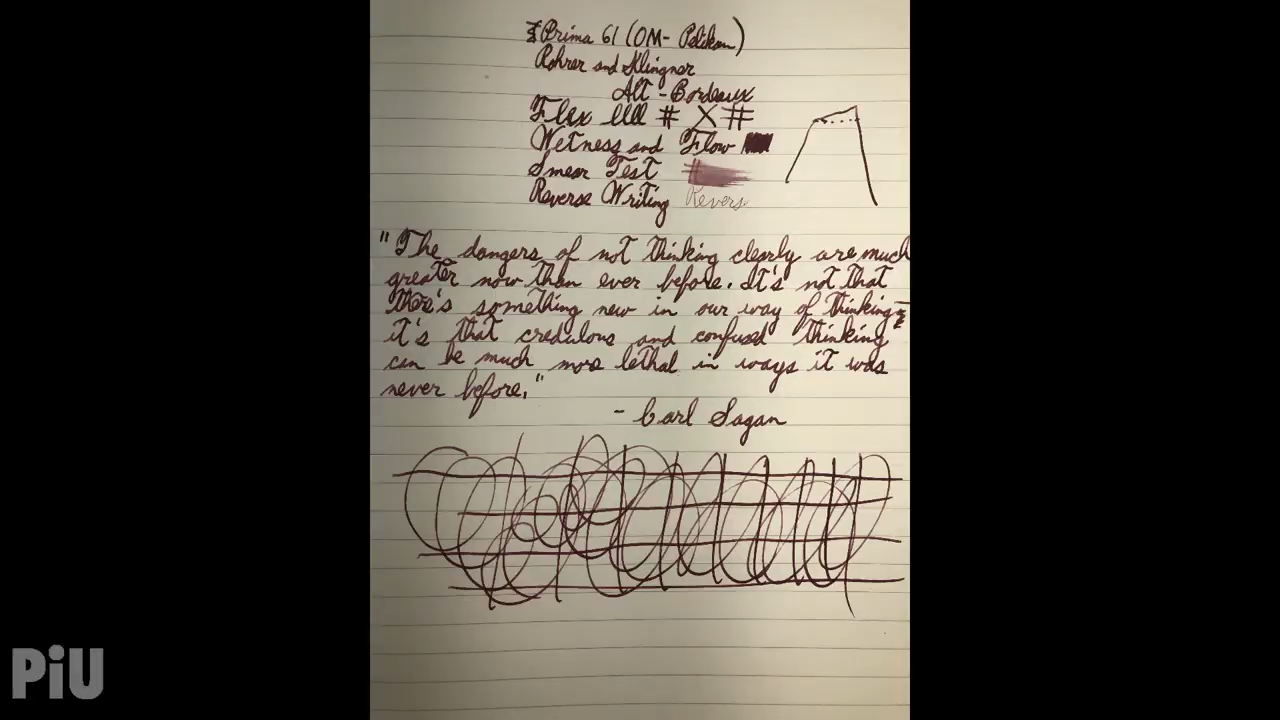 Prima 61 (OM- Pelikan)
Rohrer and Klingner
Alt - Bordeaux
Flex llll # X #
Wetness and Flow
Smear Test
Reverse Writing Revers
"The dangers of not thinking clearly are much
greater now than ever before. It's not that
there's something new in our way of thinking-
it's that credulous and confused thinking
can be much more lethal in ways it was
never before."
- Carl Sagan
PiU